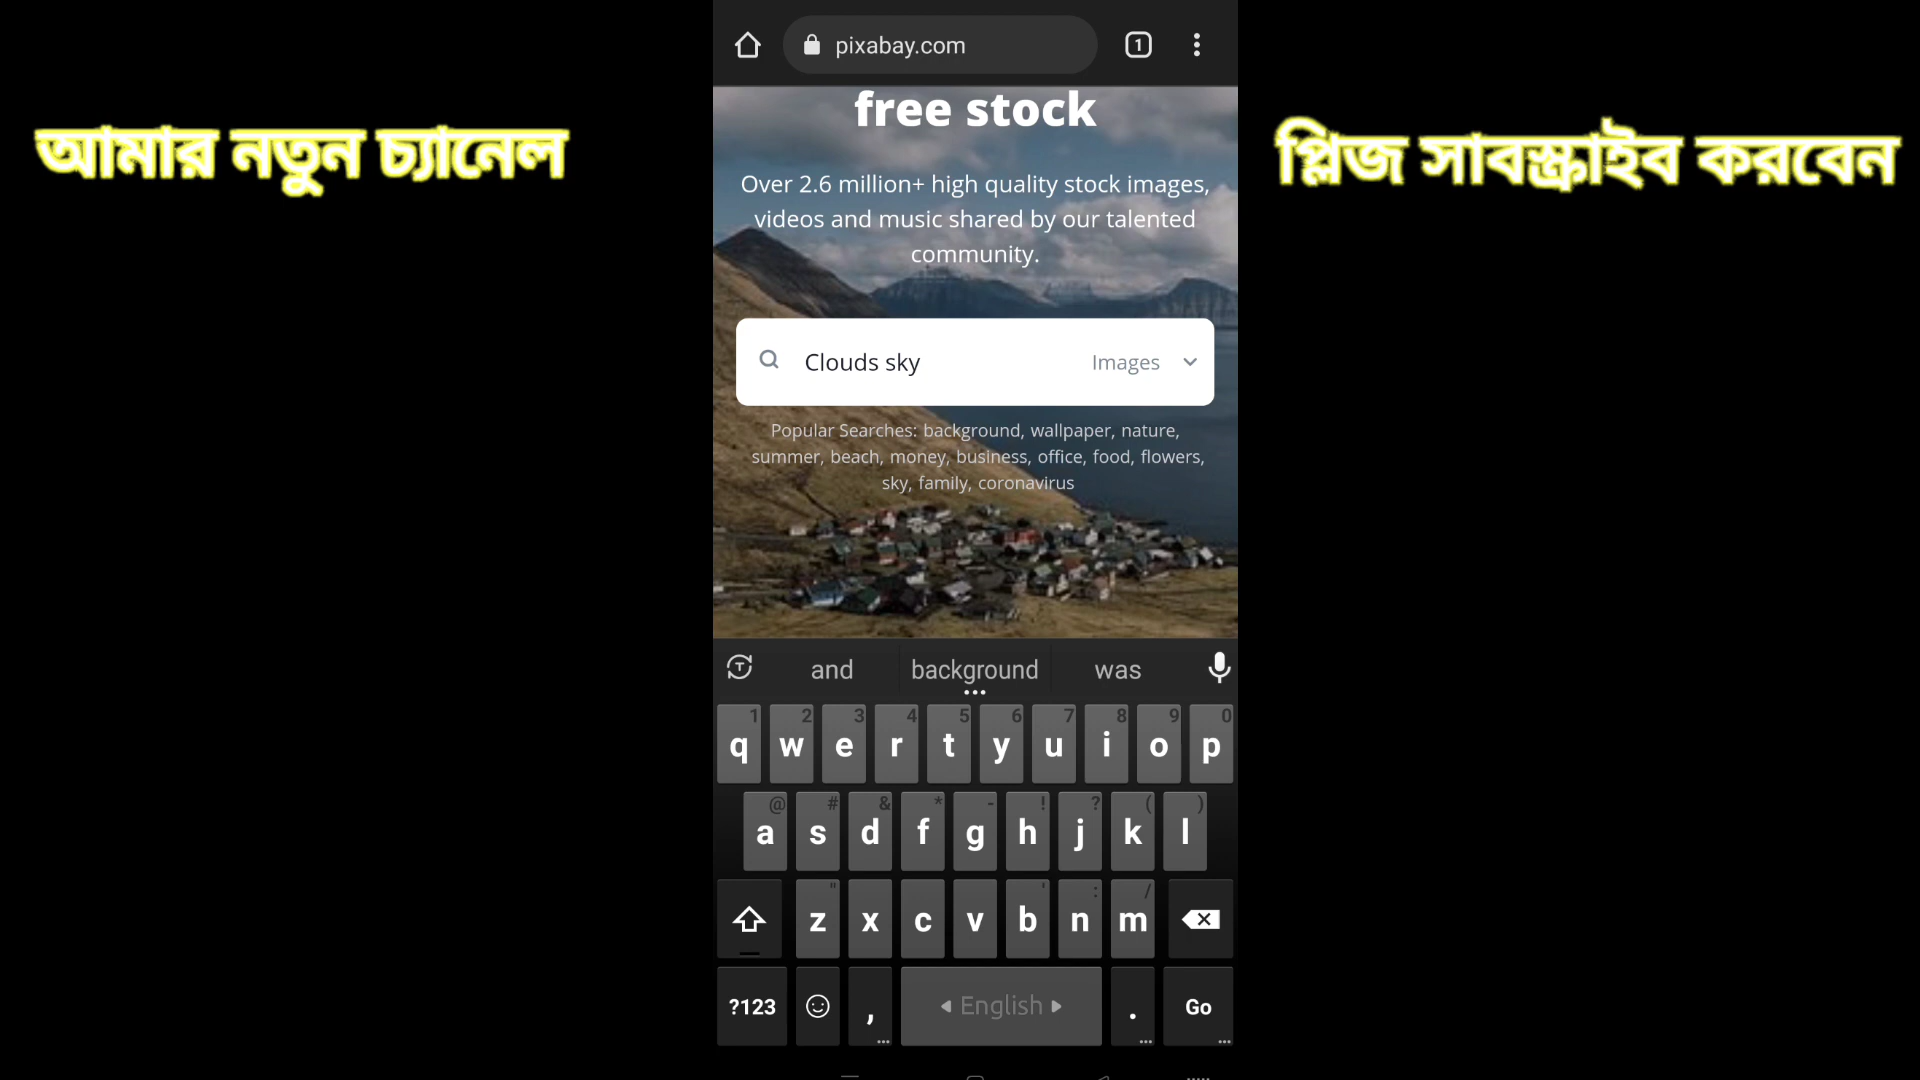 pixabay.com
1
আমার নতুন চ্যানেল
প্লিজ সাবস্ক্রাইব করবেন
free stock
Over 2.6 million+ high quality stock images,
videos and music shared by our talented
community.
Clouds sky Images
Popular Searches: background, wallpaper, nature,
summer, beach, money, business, office, food, flowers,
sky, family, coronavirus
and background was
1 2 3 4 5 6 7 8 9 0
q w e r t y u i o p
@ # & * - ! ? ( )
a s d f g h j k l
" ' : /
z x c v b n m
?123 , English . Go